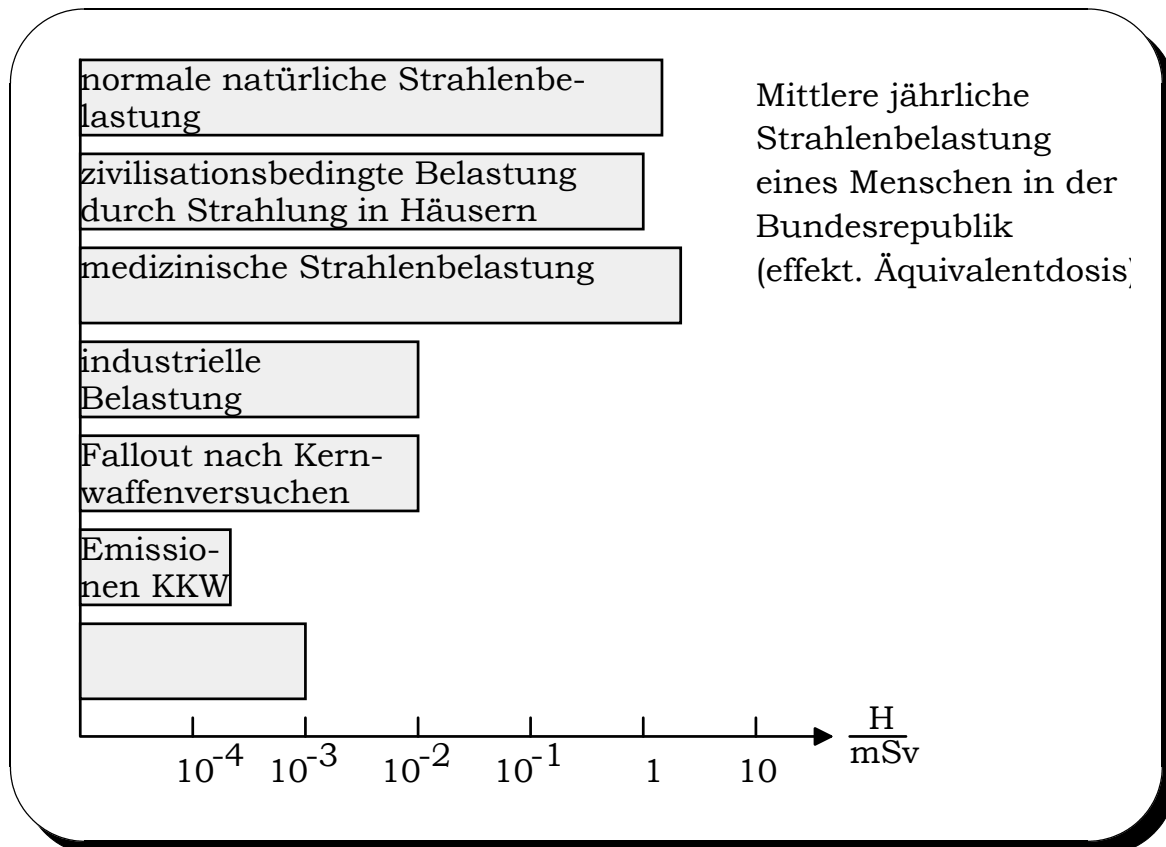 normale natürliche Strahlenbe-
lastung
zivilisationsbedingte Belastung
durch Strahlung in Häusern
medizinische Strahlenbelastung
industrielle
Belastung
Fallout nach Kern-
waffenversuchen
Emissio-
nen KKW
Mittlere jährliche
Strahlenbelastung
eines Menschen in der
Bundesrepublik
(effekt. Äquivalentdosis)
10⁻⁴ 10⁻³ 10⁻² 10⁻¹ 1 10
H
mSv